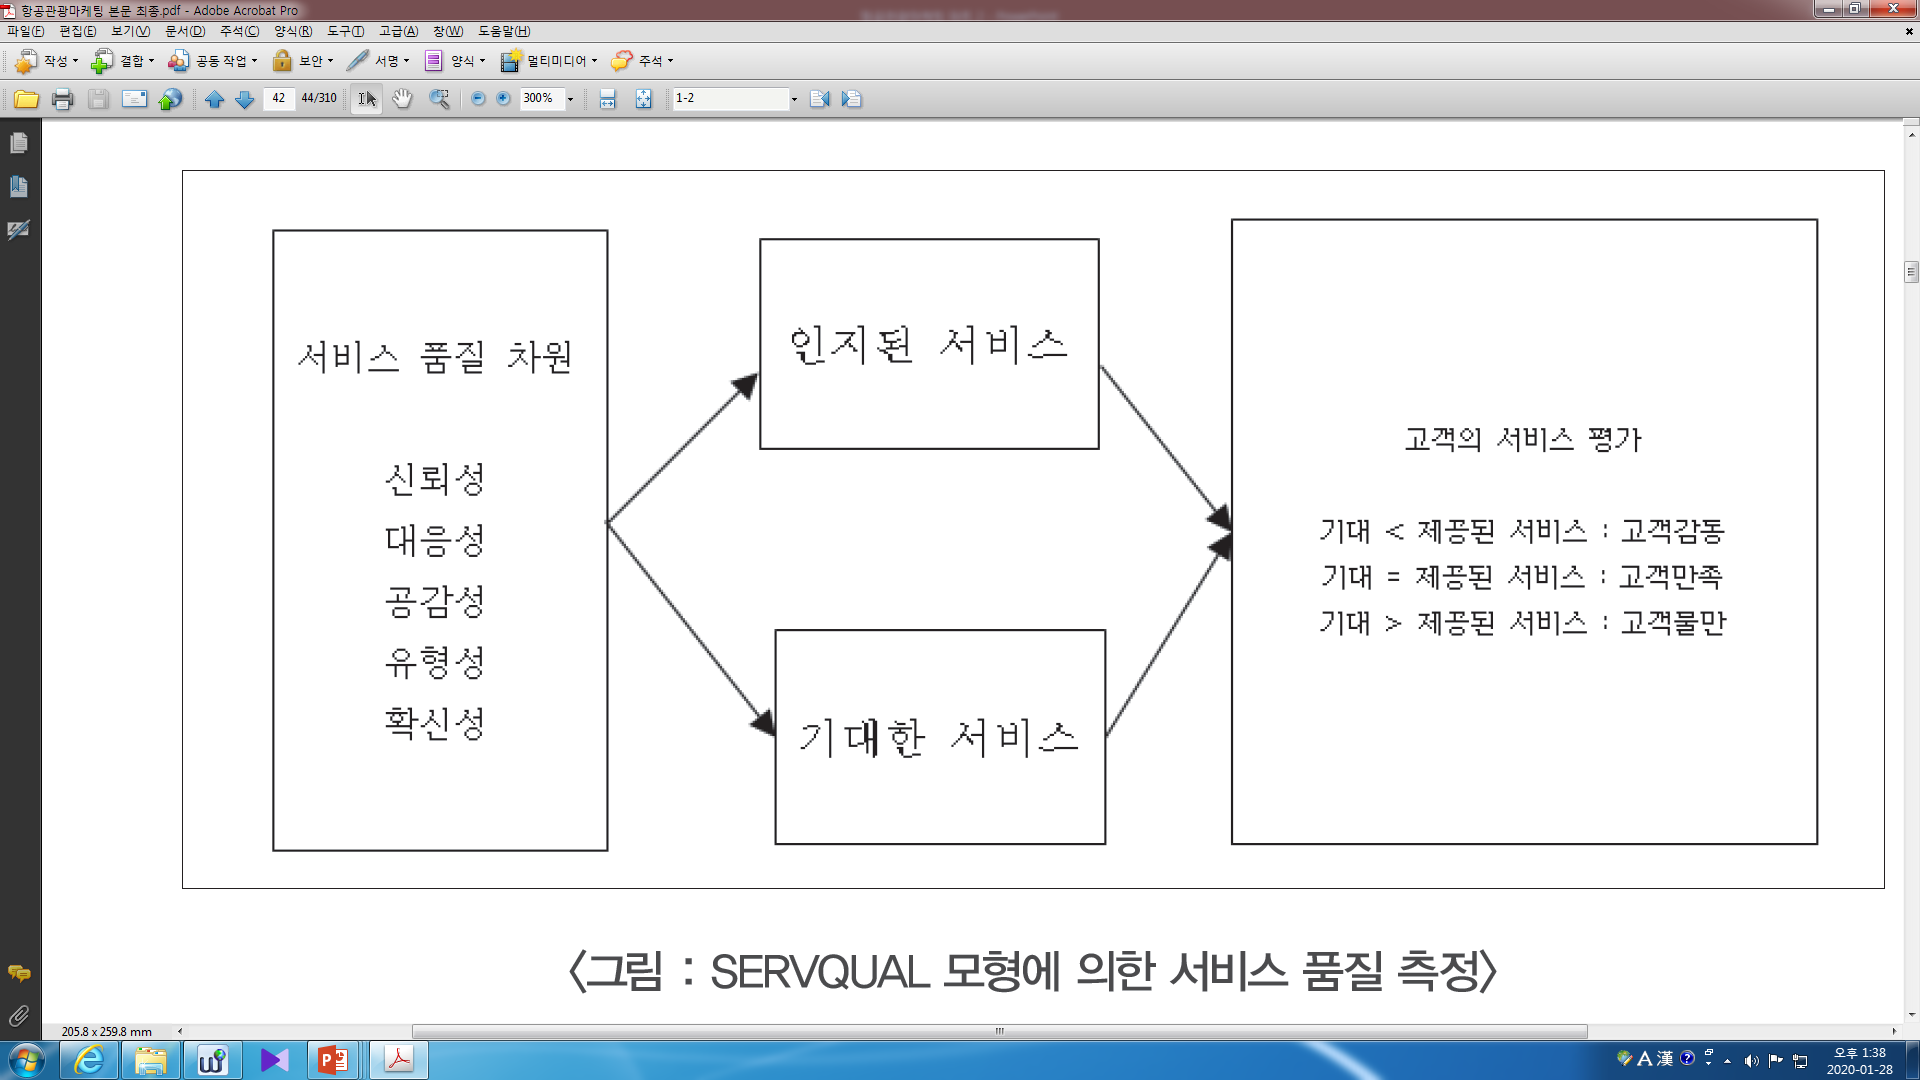 항공관광마케팅 본문 최종.pdf - Adobe Acrobat Pro
파일(F) 편집(E) 보기(V) 문서(D) 주석(C) 양식(R) 도구(T) 고급(A) 창(W) 도움말(H)
작성 결합 공동 작업 보안 서명 양식 멀티미디어 주석
42 44/310 300% 1-2
서비스 품질 차원
신뢰성
대응성
공감성
유형성
확신성
인지된 서비스
기대한 서비스
고객의 서비스 평가
기대 < 제공된 서비스 : 고객감동
기대 = 제공된 서비스 : 고객만족
기대 > 제공된 서비스 : 고객불만
<그림 : SERVQUAL 모형에 의한 서비스 품질 측정>
205.8 x 259.8 mm
A 漢
오후 1:38
2020-01-28